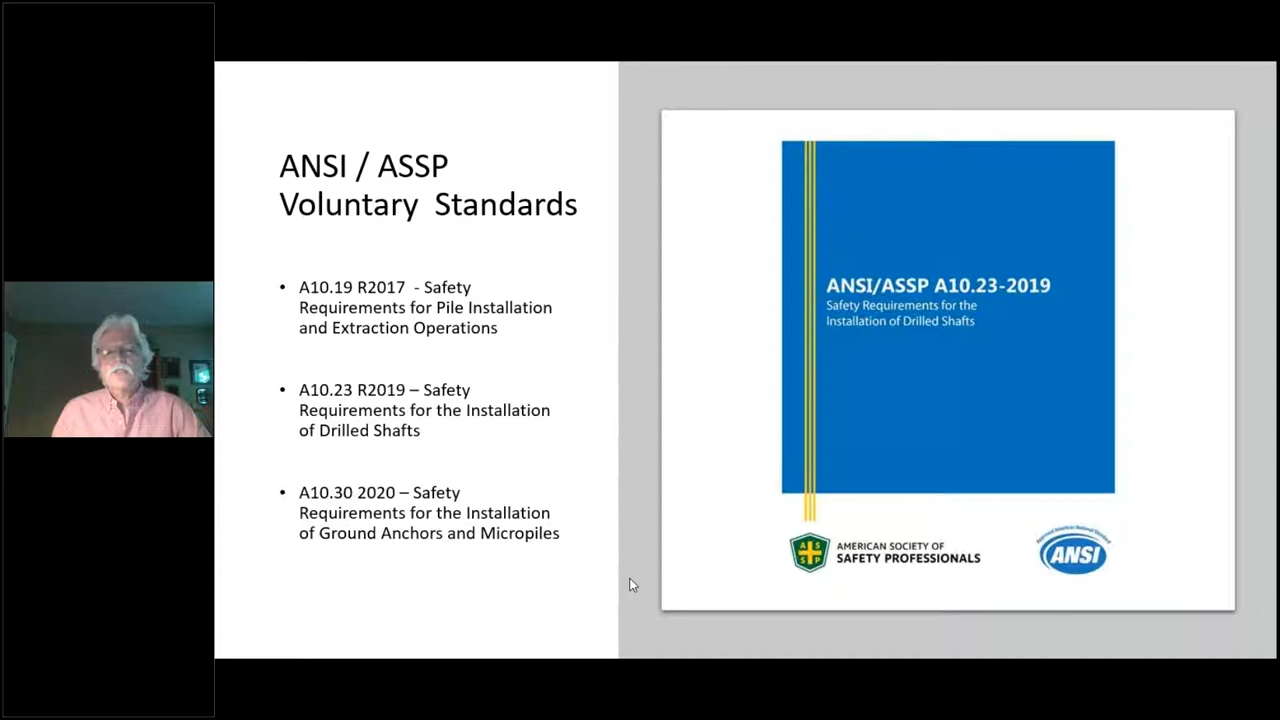 ANSI / ASSP
Voluntary Standards
• A10.19 R2017 - Safety
Requirements for Pile Installation
and Extraction Operations
• A10.23 R2019 – Safety
Requirements for the Installation
of Drilled Shafts
• A10.30 2020 – Safety
Requirements for the Installation
of Ground Anchors and Micropiles
ANSI/ASSP A10.23-2019
Safety Requirements for the
Installation of Drilled Shafts
A S
S P
AMERICAN SOCIETY OF
SAFETY PROFESSIONALS
ANSI